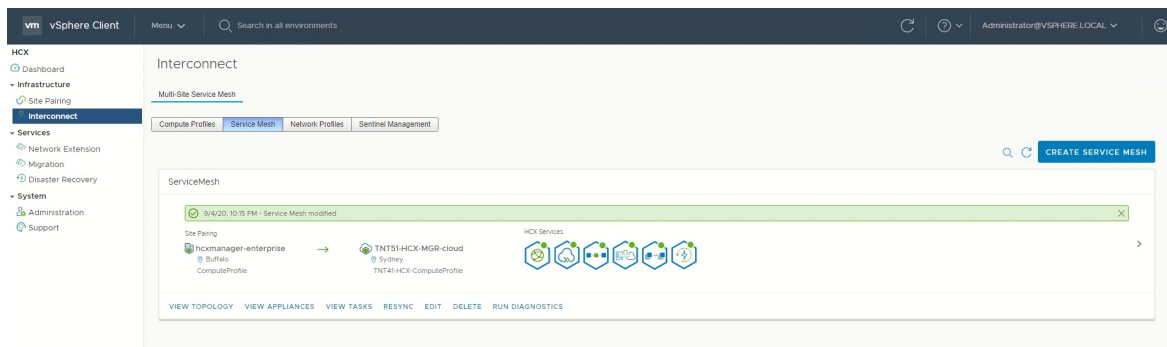 vm vSphere Client Menu Search in all environments Administrator@VSPHERE.LOCAL
HCX
Dashboard
Infrastructure
Site Pairing
Interconnect
Services
Network Extension
Migration
Disaster Recovery
System
Administration
Support
Interconnect
Multi-Site Service Mesh
Compute Profiles Service Mesh Network Profiles Sentinel Management
CREATE SERVICE MESH
ServiceMesh
9/4/20, 10:15 PM - Service Mesh modified
Site Pairing
hcxmanager-enterprise
Buffalo
ComputeProfile
TNT51-HCX-MGR-cloud
Sydney
TNT41-HCX-ComputeProfile
HCX Services
VIEW TOPOLOGY VIEW APPLIANCES VIEW TASKS RESYNC EDIT DELETE RUN DIAGNOSTICS